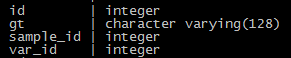 id | integer
gt | character varying(128)
sample_id | integer
var_id | integer